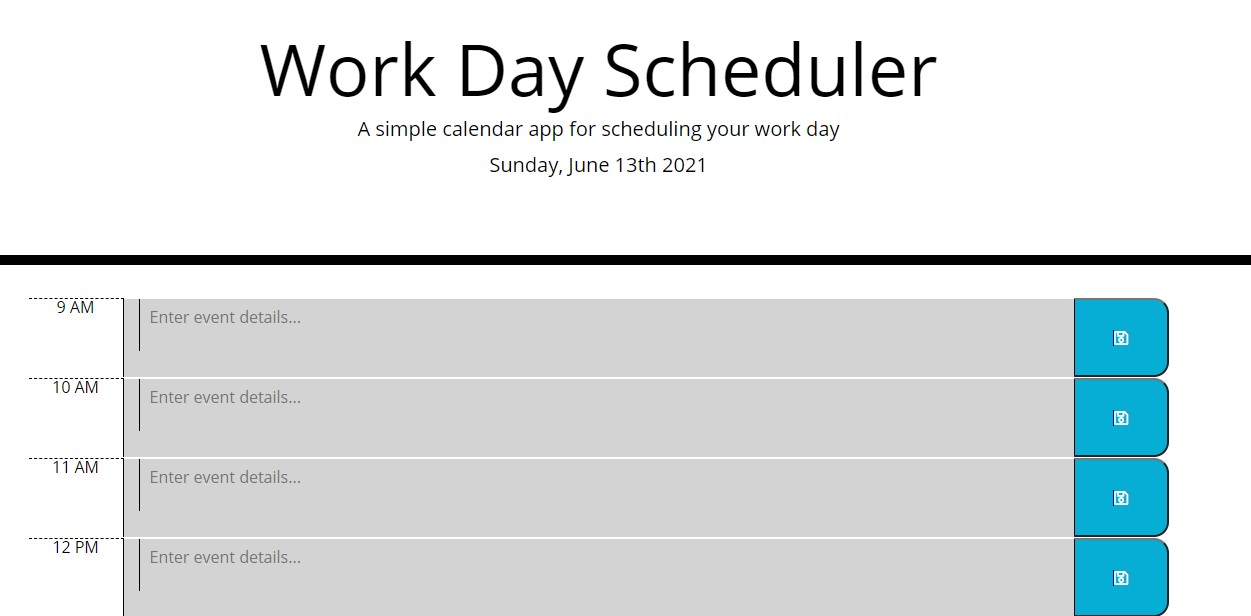 Work Day Scheduler
A simple calendar app for scheduling your work day
Sunday, June 13th 2021
9 AM
Enter event details...
10 AM
Enter event details...
11 AM
Enter event details...
12 PM
Enter event details...